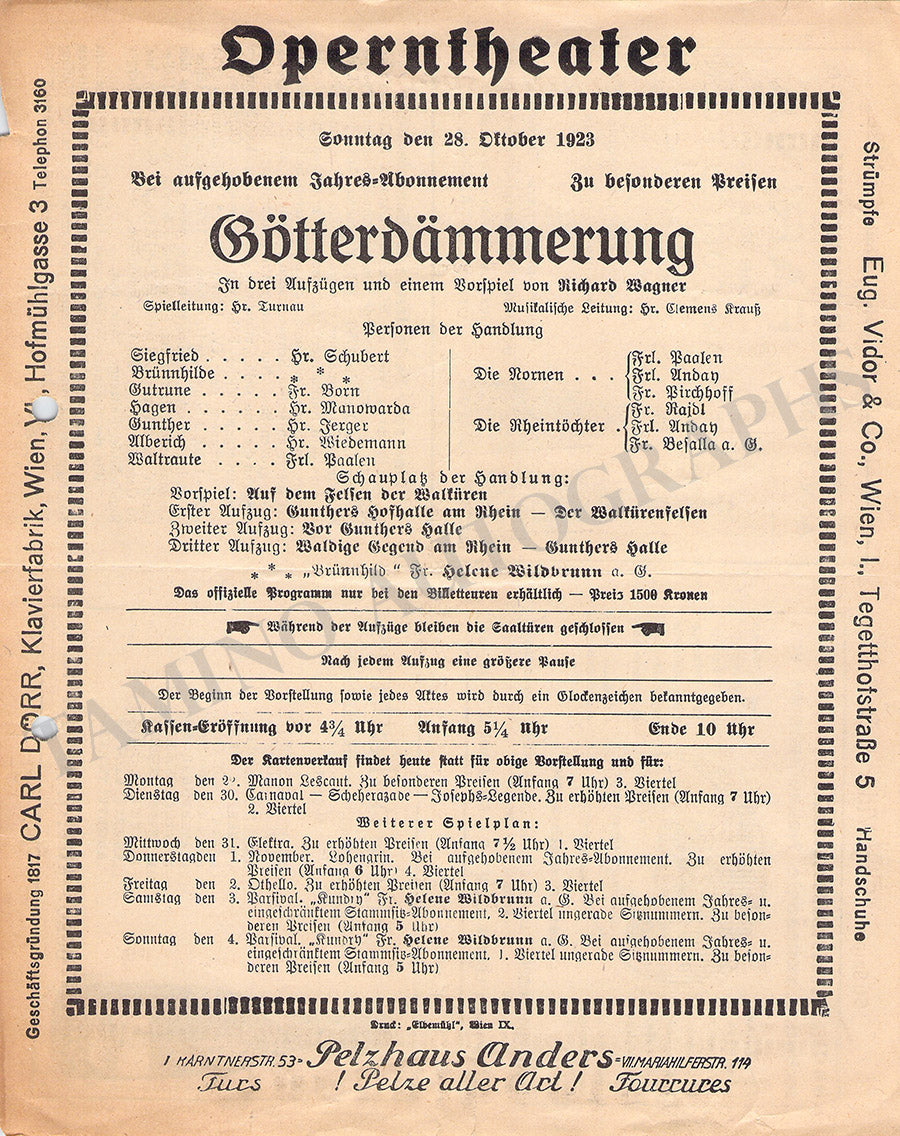 Operntheater
Sonntag den 28. Oktober 1923
Bei aufgehobenem Jahres-Abonnement Zu besonderen Preisen
Götterdämmerung
In drei Aufzügen und einem Vorspiel von Richard Wagner
Spielleitung: Hr. Turnau Musikalische Leitung: Hr. Clemens Krauß
Personen der Handlung
Siegfried . . . . . Hr. Schubert
Brünnhilde . . . . * * *
Gutrune . . . . . Fr. Born
Hagen . . . . . . Hr. Manowarda
Gunther . . . . . Hr. Jerger
Alberich . . . . . Hr. Wiedemann
Waltraute . . . . Frl. Paalen
Die Nornen . . . Frl. Paalen
Frl. Anday
Fr. Pirchhoff
Die Rheintöchter . Fr. Rajdl
Frl. Anday
Fr. Besalla a. G.
Schauplatz der Handlung:
Vorspiel: Auf dem Felsen der Walküren
Erster Aufzug: Gunthers Hofhalle am Rhein — Der Walkürenfelsen
Zweiter Aufzug: Vor Gunthers Halle
Dritter Aufzug: Waldige Gegend am Rhein — Gunthers Halle
* * * „Brünnhild “ Fr. Helene Wildbrunn a. G.
Das offizielle Programm nur bei den Billetteuren erhältlich — Preis 1500 Kronen
Während der Aufzüge bleiben die Saaltüren geschlossen
Nach jedem Aufzug eine größere Pause
Der Beginn der Vorstellung sowie jedes Aktes wird durch ein Glockenzeichen bekanntgegeben.
Kassen-Eröffnung vor 4¾ Uhr Anfang 5¼ Uhr Ende 10 Uhr
Der Kartenverkauf findet heute statt für obige Vorstellung und für:
Montag den 2 . Manon Lescaut. Zu besonderen Preisen (Anfang 7 Uhr) 3. Viertel
Dienstag den 30. Carnaval — Scheherazade — Josephs-Legende. Zu erhöhten Preisen (Anfang 7 Uhr)
2. Viertel
Weiterer Spielplan:
Mittwoch den 31. Elektra. Zu erhöhten Preisen (Anfang 7½ Uhr) 1. Viertel
Donnerstag den 1. November. Lohengrin. Bei aufgehobenem Jahres-Abonnement. Zu erhöhten
Preisen (Anfang 6 Uhr) 4. Viertel
Freitag den 2. Othello. Zu erhöhten Preisen (Anfang 7 Uhr) 3. Viertel
Samstag den 3. Parsival. „Kundry“ Fr. Helene Wildbrunn a. G. Bei aufgehobenem Jahres- u.
eingeschränktem Stammsitz-Abonnement, 2. Viertel ungerade Sitznummern. Zu beson-
deren Preisen (Anfang 5 Uhr)
Sonntag den 4. Parsival. „Kundry“ Fr. Helene Wildbrunn a. G. Bei aufgehobenem Jahres- u.
eingeschränktem Stammsitz-Abonnement. 1. Viertel ungerade Sitznummern. Zu beson-
deren Preisen (Anfang 5 Uhr)
Druck: „Elbemühl“, Wien IX.
I KÄRNTNERSTR. 53= Pelzhaus Anders =VII.MARIAHILFERSTR. 114
Furs ! Pelze aller Art ! Fourrures
Geschäftsgründung 1817 CARL DÖRR, Klavierfabrik, Wien, VI., Hofmühlgasse 3 Telephon 3160
Strümpfe Eug. Vidor & Co., Wien, I., Tegetthofstraße 5 Handschuhe
TAMINO AUTOGRAPHS